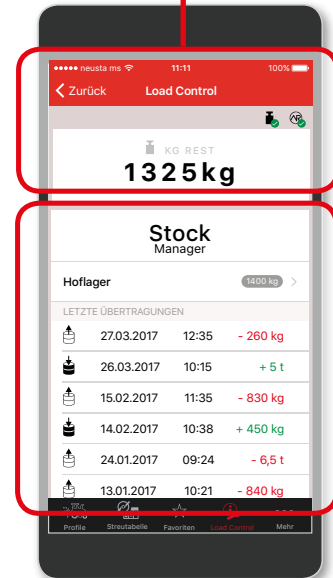 neusta ms 11:11 100%
Zurück Load Control
KG REST
1325kg
Stock
Manager
Hoflager 1400 kg
LETZTE ÜBERTRAGUNGEN
27.03.2017 12:35 - 260 kg
26.03.2017 10:15 + 5 t
15.02.2017 11:35 - 830 kg
14.02.2017 10:38 + 450 kg
24.01.2017 09:24 - 6,5 t
13.01.2017 10:21 - 840 kg
Profile Streutabelle Favoriten Load Control Mehr